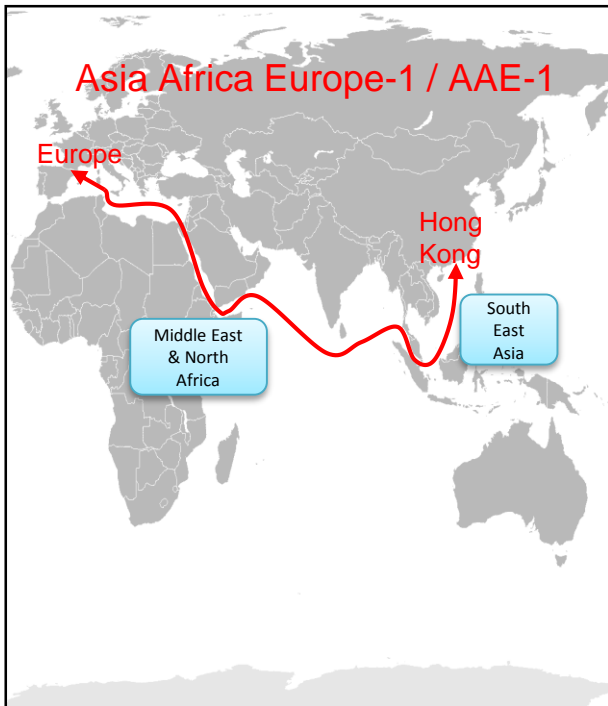 Asia Africa Europe-1 / AAE-1
Europe
Hong
Kong
South
East
Asia
Middle East
& North
Africa